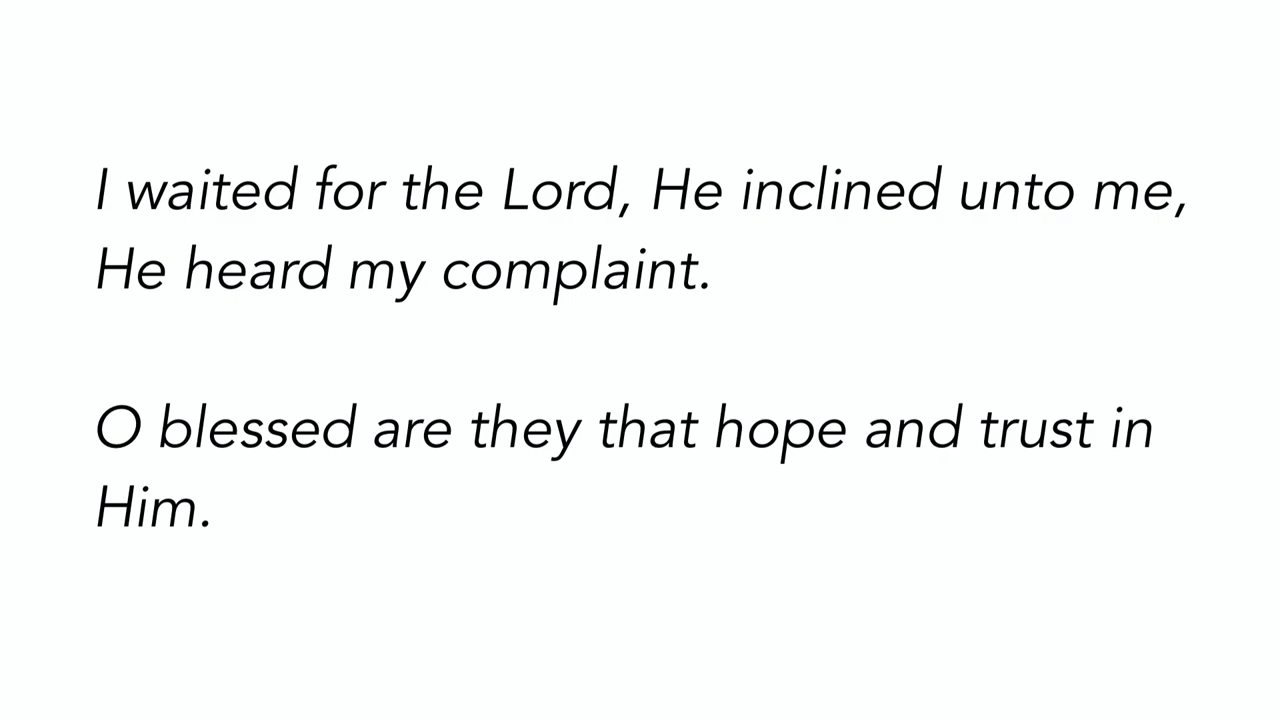 I waited for the Lord, He inclined unto me,
He heard my complaint.
O blessed are they that hope and trust in
Him.